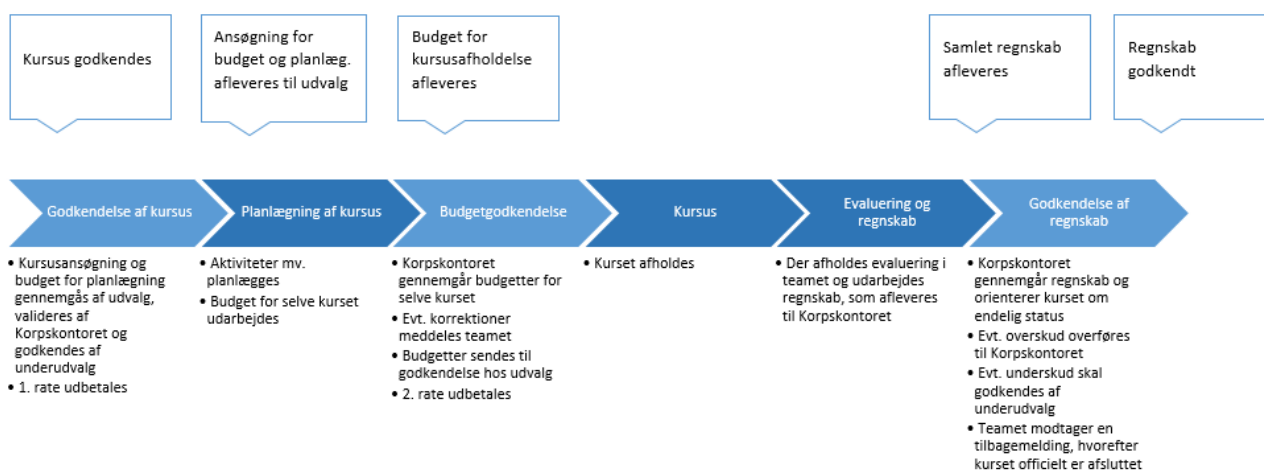 Kursus godkendes
Ansøgning for
budget og planlæg.
afleveres til udvalg
Budget for
kursusafholdelse
afleveres
Samlet regnskab
afleveres
Regnskab
godkendt
Godkendelse af kursus
Planlægning af kursus
Budgetgodkendelse
Kursus
Evaluering og
regnskab
Godkendelse af
regnskab
• Kursusansøgning og
budget for planlægning
gennemgås af udvalg,
valideres af
Korpskontoret og
godkendes af
underudvalg
• 1. rate udbetales
• Aktiviteter mv.
planlægges
• Budget for selve kurset
udarbejdes
• Korpskontoret
gennemgår budgetter for
selve kurset
• Evt. korrektioner
meddeles teamet
• Budgetter sendes til
godkendelse hos udvalg
• 2. rate udbetales
• Kurset afholdes
• Der afholdes evaluering i
teamet og udarbejdes
regnskab, som afleveres
til Korpskontoret
• Korpskontoret
gennemgår regnskab og
orienterer kurset om
endelig status
• Evt. overskud overføres
til Korpskontoret
• Evt. underskud skal
godkendes af
underudvalg
• Teamet modtager en
tilbagemelding, hvorefter
kurset officielt er afsluttet